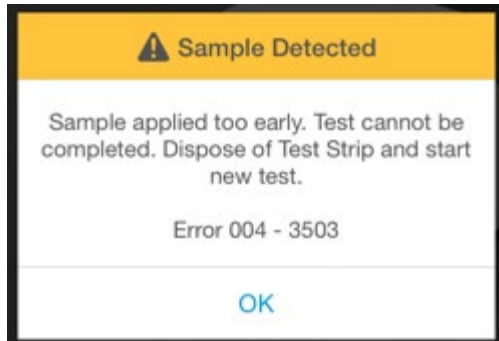 Sample Detected
Sample applied too early. Test cannot be
completed. Dispose of Test Strip and start
new test.
Error 004 - 3503
OK